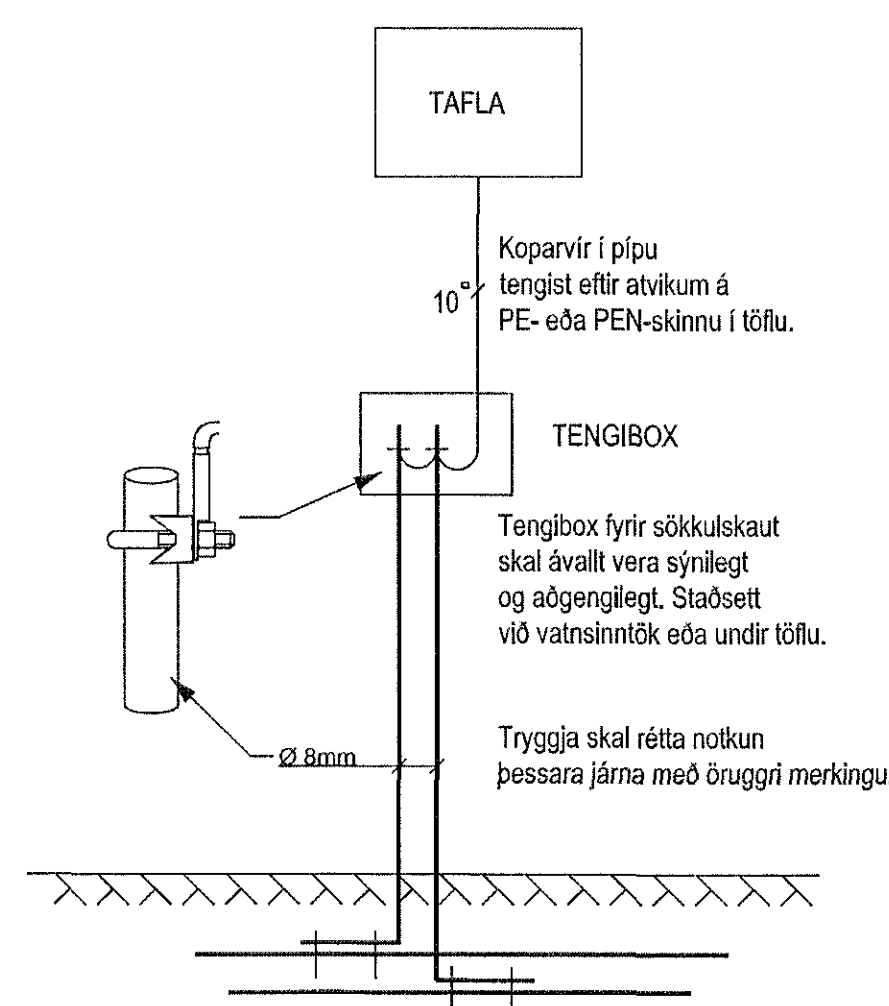 TAFLA
Koparvír í pípu
tengist eftir atvikum á
PE- eða PEN-skinnu í töflu.
10
TENGIBOX
Tengibox fyrir sökkulskaut
skal ávallt vera sýnilegt
og aðgengilegt. Staðsett
við vatnsinntök eða undir töflu.
Ø 8mm
Tryggja skal rétta notkun
þessara járna með öruggri merkingu